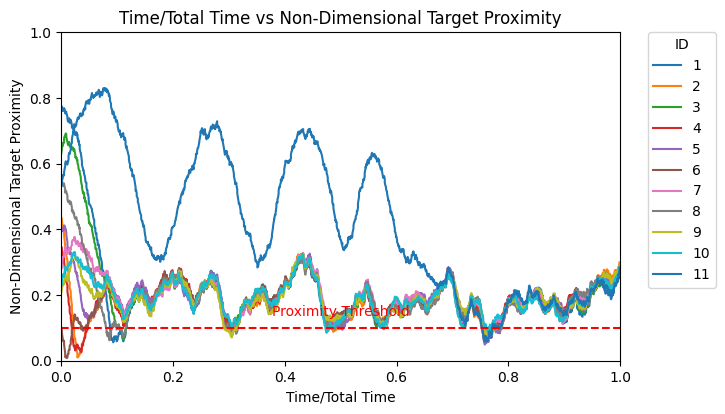 Time/Total Time vs Non-Dimensional Target Proximity
Non-Dimensional Target Proximity
1.0
0.8
0.6
0.4
0.2
0.0
Proximity Threshold
0.0 0.2 0.4 0.6 0.8 1.0
Time/Total Time
ID
1
2
3
4
5
6
7
8
9
10
11